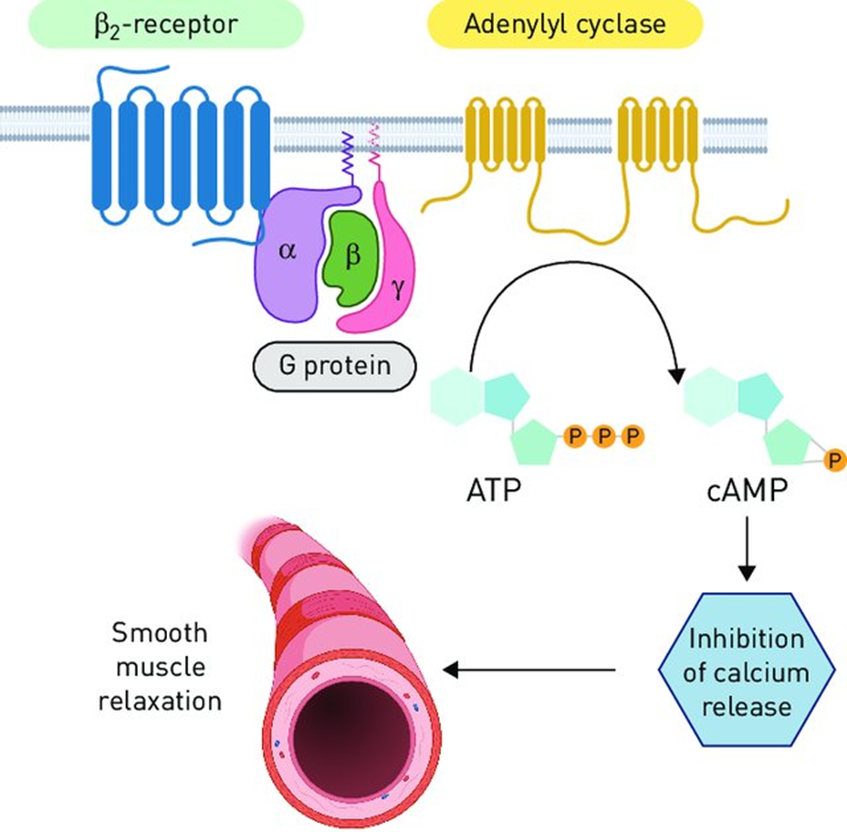 β₂-receptor
Adenylyl cyclase
α
β
γ
G protein
P P P
P
ATP
cAMP
Smooth
muscle
relaxation
Inhibition
of calcium
release